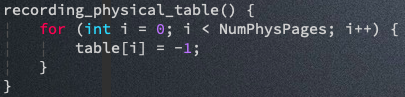 recording_physical_table() {
    for (int i = 0; i < NumPhysPages; i++) {
        table[i] = -1;
    }
}